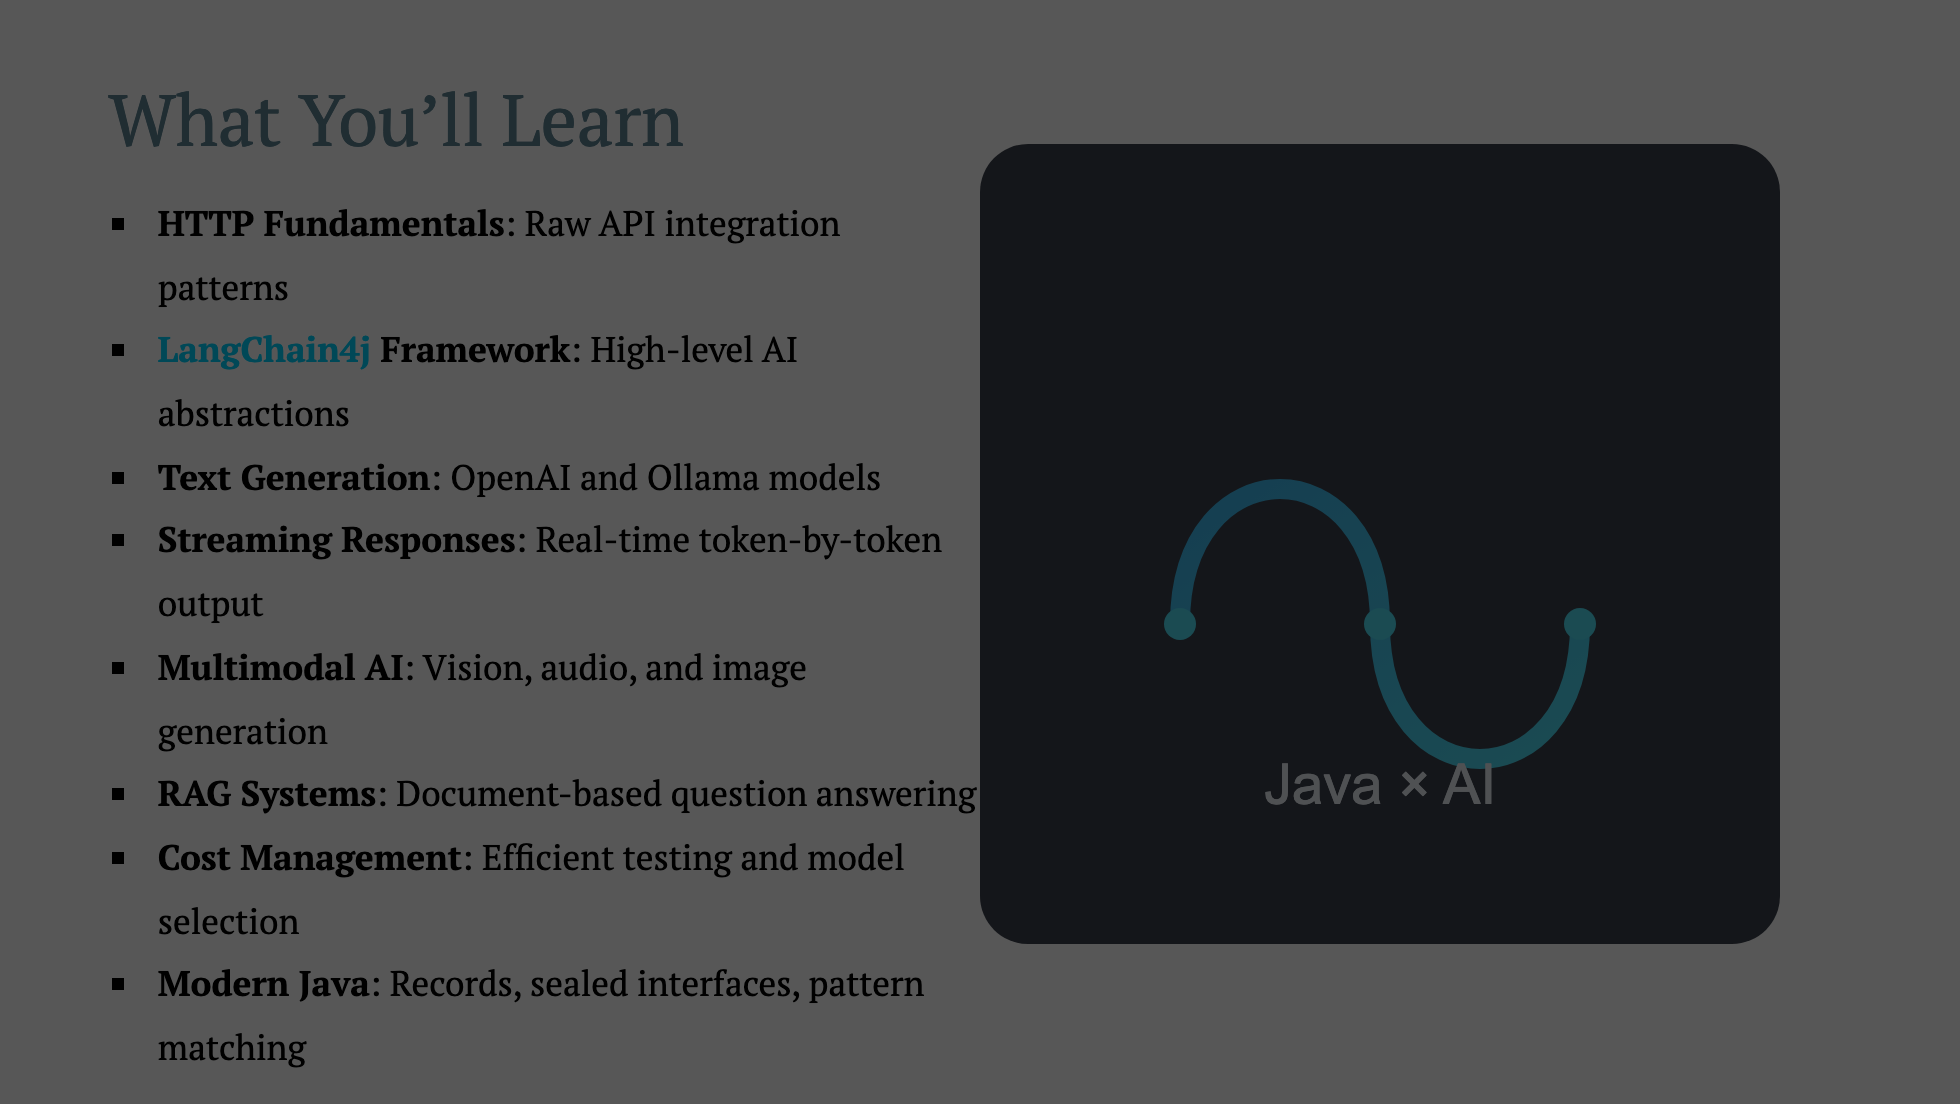 What You’ll Learn
HTTP Fundamentals: Raw API integration
patterns
LangChain4j Framework: High-level AI
abstractions
Text Generation: OpenAI and Ollama models
Streaming Responses: Real-time token-by-token
output
Multimodal AI: Vision, audio, and image
generation
RAG Systems: Document-based question answering
Cost Management: Efficient testing and model
selection
Modern Java: Records, sealed interfaces, pattern
matching
Java × AI